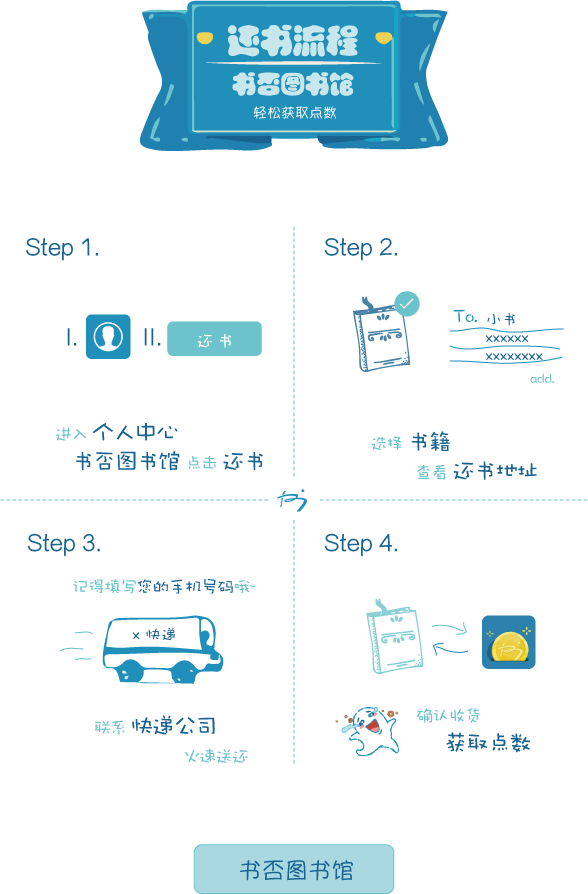 还书流程
书否图书馆
轻松获取点数
Step 1.
I.
II.
还书
进入 个人中心
书否图书馆 点击 还书
Step 2.
To. 小书
xxxxxx
xxxxxxxx
add.
选择 书籍
查看 还书地址
Step 3.
记得填写您的手机号码哦~
x 快递
联系 快递公司
火速送还
Step 4.
确认收货
获取点数
书否图书馆